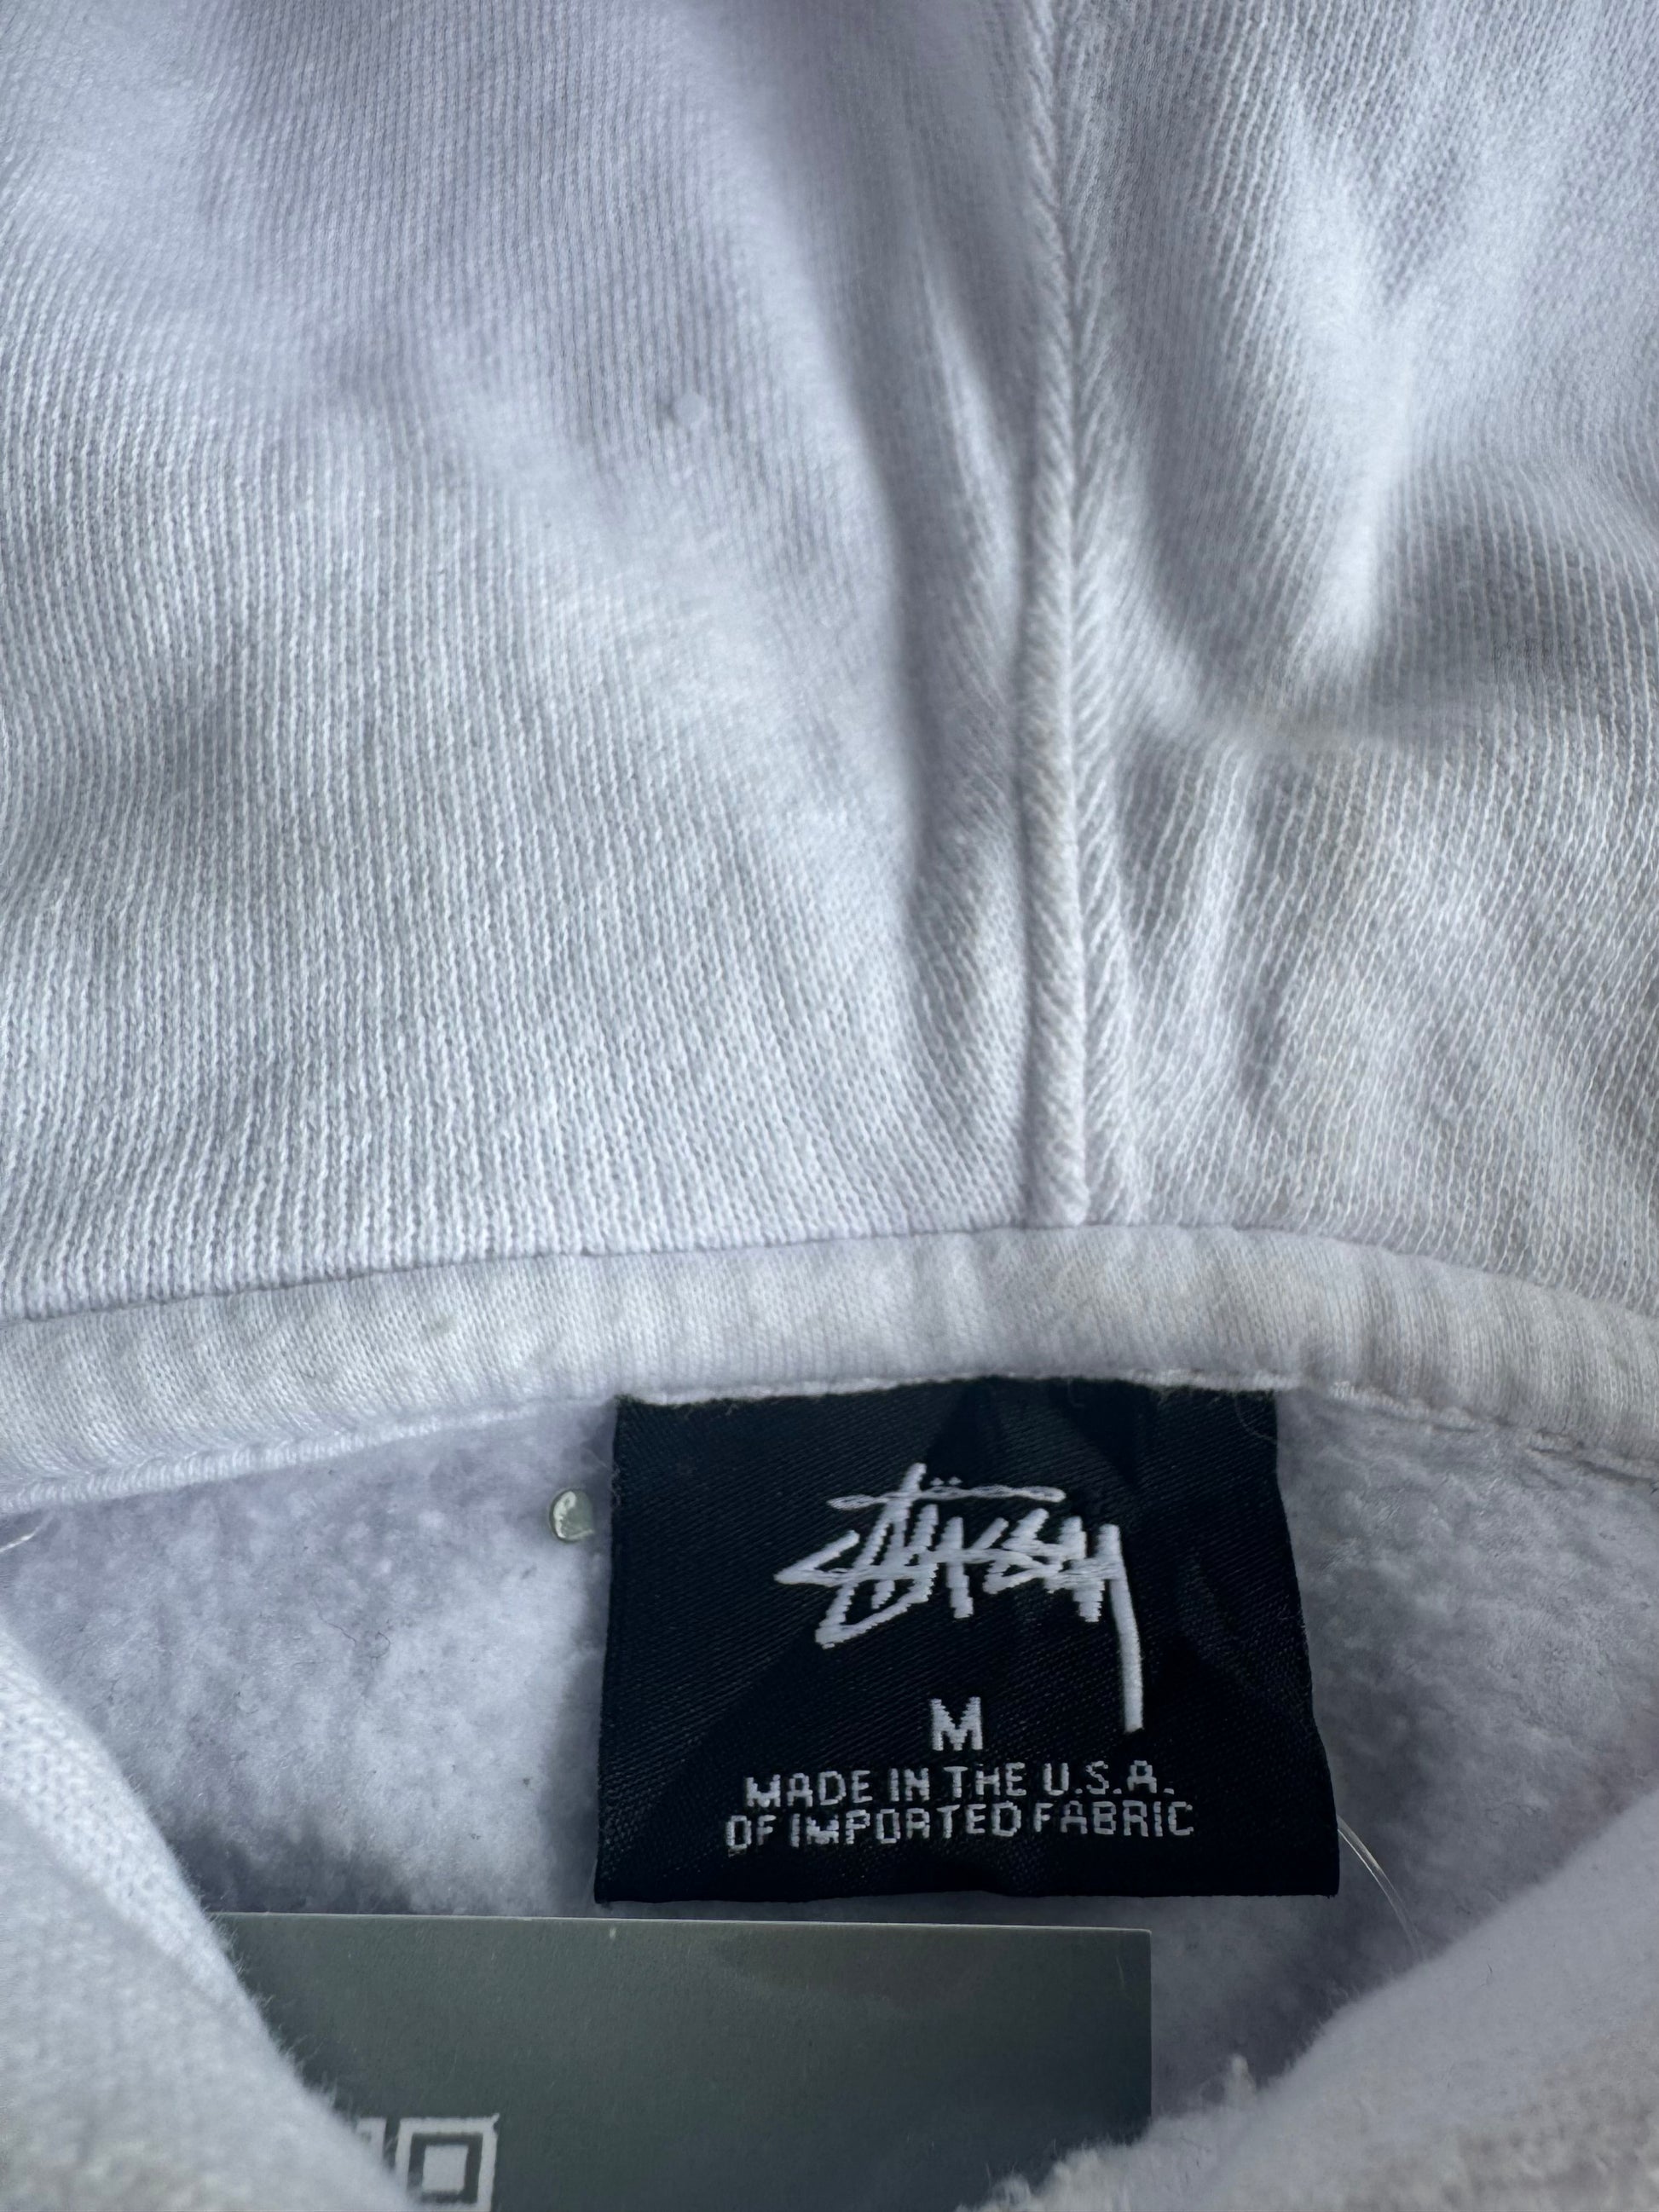 Stüssy
M
MADE IN THE U.S.A.
OF IMPORTED FABRIC